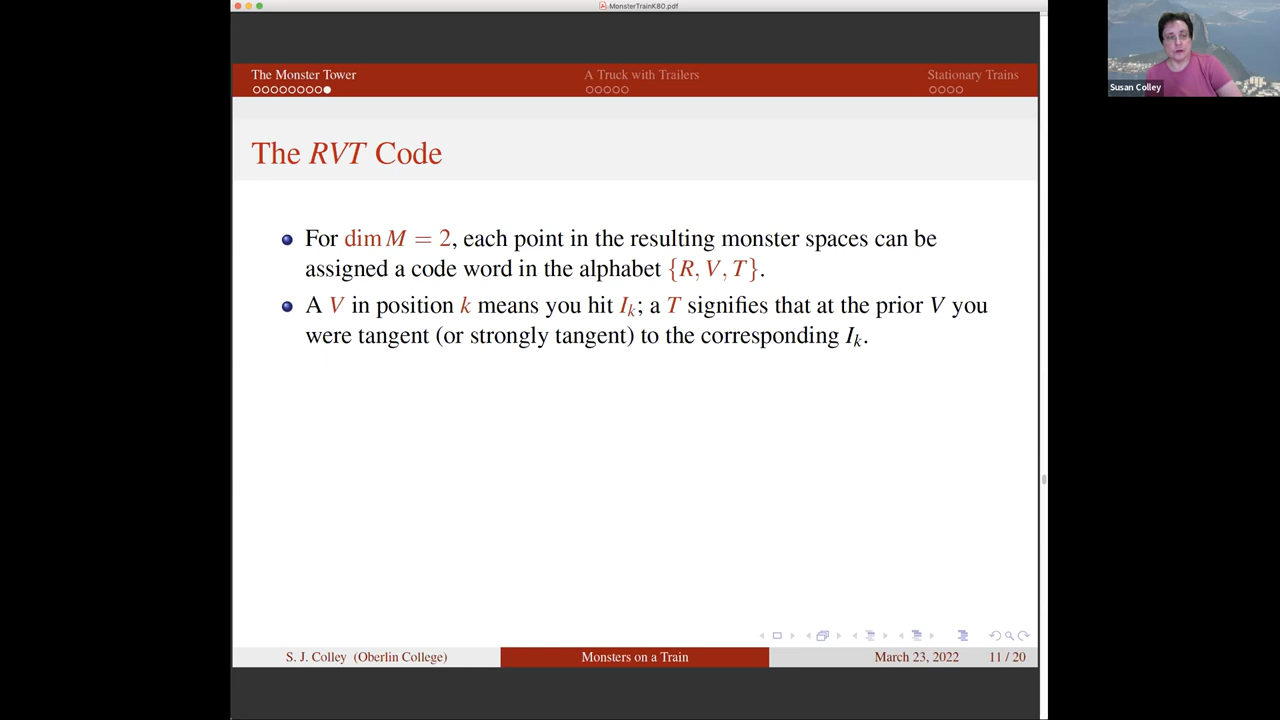 MonsterTrainK80.pdf
The Monster Tower
A Truck with Trailers
Stationary Trains
The RVT Code
For dim M = 2, each point in the resulting monster spaces can be
assigned a code word in the alphabet {R, V, T}.
A V in position k means you hit Iₖ; a T signifies that at the prior V you
were tangent (or strongly tangent) to the corresponding Iₖ.
S. J. Colley (Oberlin College)
Monsters on a Train
March 23, 2022
11 / 20
Susan Colley